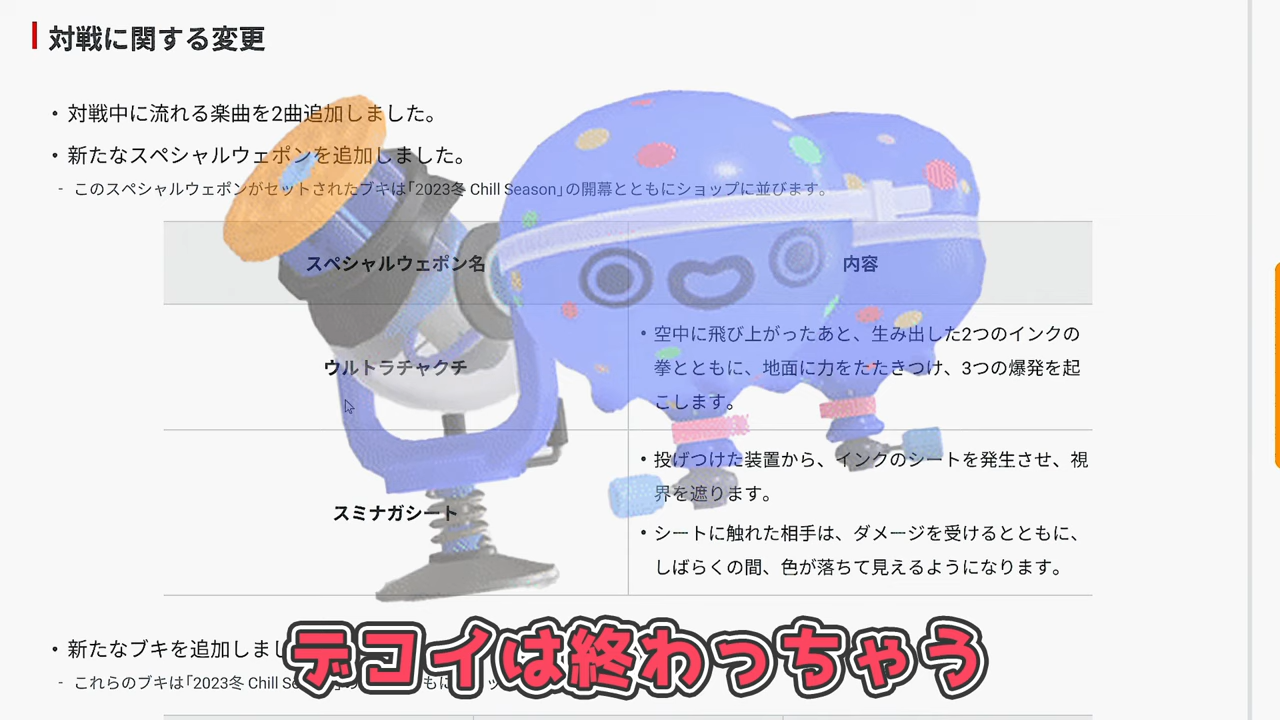 対戦に関する変更
• 対戦中に流れる楽曲を2曲追加しました。
• 新たなスペシャルウェポンを追加しました。
- このスペシャルウェポンがセットされたブキは｢2023冬 Chill Season｣の開幕とともにショップに並びます。
スペシャルウェポン名 内容
ウルトラチャクチ
• 空中に飛び上がったあと、生み出した2つのインクの
拳とともに、地面に力をたたきつけ、3つの爆発を起
こします。
スミナガシート
• 投げつけた装置から、インクのシートを発生させ、視
界を遮ります。
• シートに触れた相手は、ダメージを受けるとともに、
しばらくの間、色が落ちて見えるようになります。
• 新たなブキを追加しまし
- これらのブキは｢2023冬 Chill Se
デコイは終わっちゃう